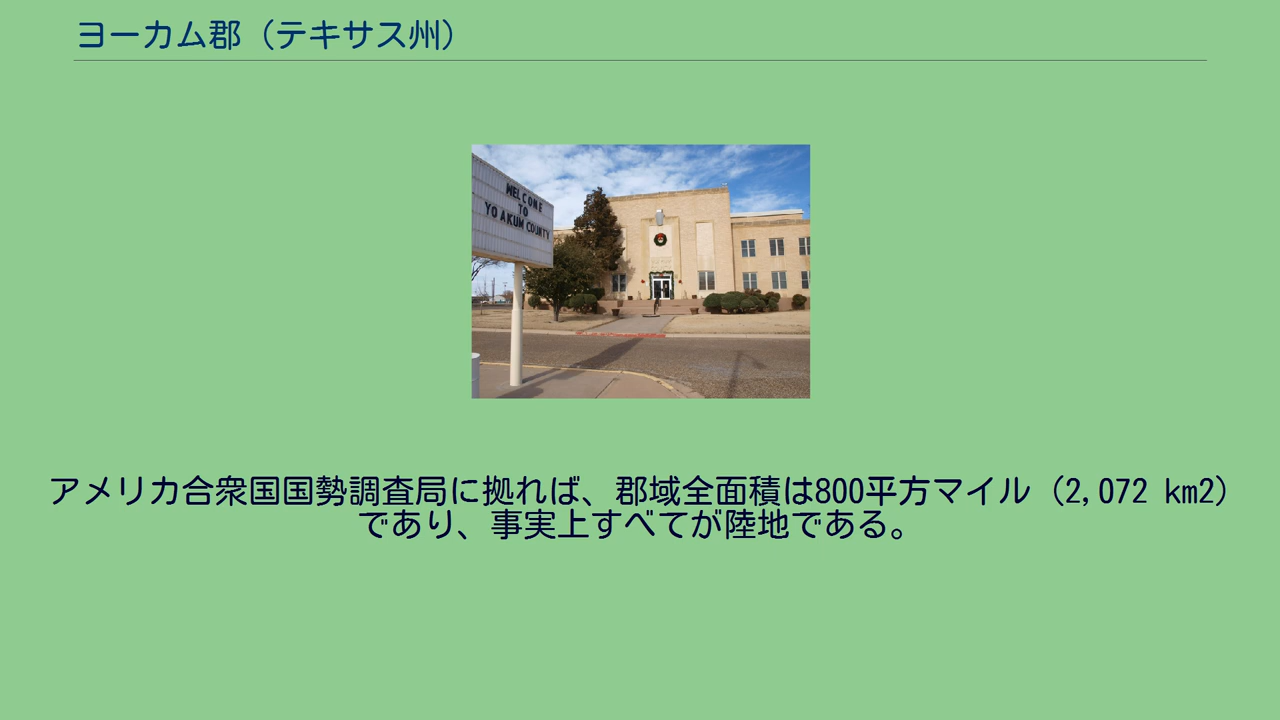 ヨーカム郡（テキサス州）
WELCOME
TO
YOAKUM COUNTY
アメリカ合衆国国勢調査局に拠れば、郡域全面積は800平方マイル（2,072 km2）
であり、事実上すべてが陸地である。